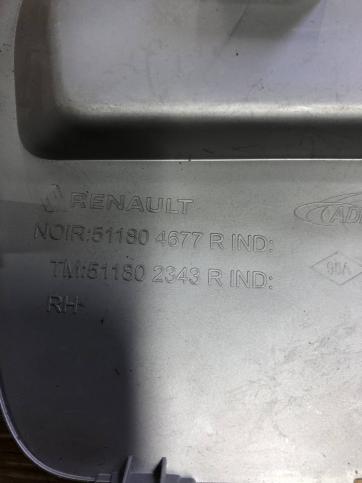 RENAULT
NOIR:51180 4677 R IND:
TM:51180 2343 R IND:
RH